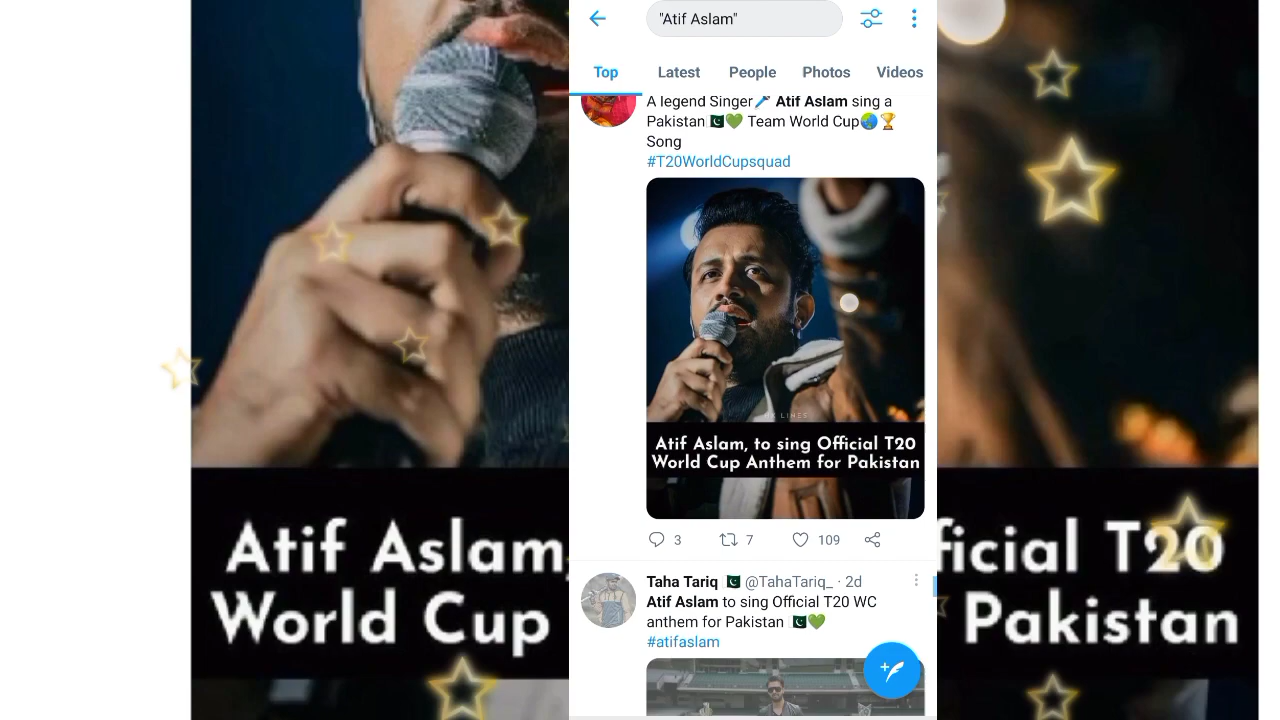 "Atif Aslam"
Top Latest People Photos Videos
A legend Singer🎤 Atif Aslam sing a
Pakistan 🇵🇰💚 Team World Cup🌏🏆
Song
#T20WorldCupsquad
LINES
Atif Aslam, to sing Official T20
World Cup Anthem for Pakistan
3 7 109
Taha Tariq 🇵🇰 @TahaTariq_ · 2d
Atif Aslam to sing Official T20 WC
anthem for Pakistan 🇵🇰💚
#atifaslam
Atif Aslam,
World Cup
ficial T20
Pakistan